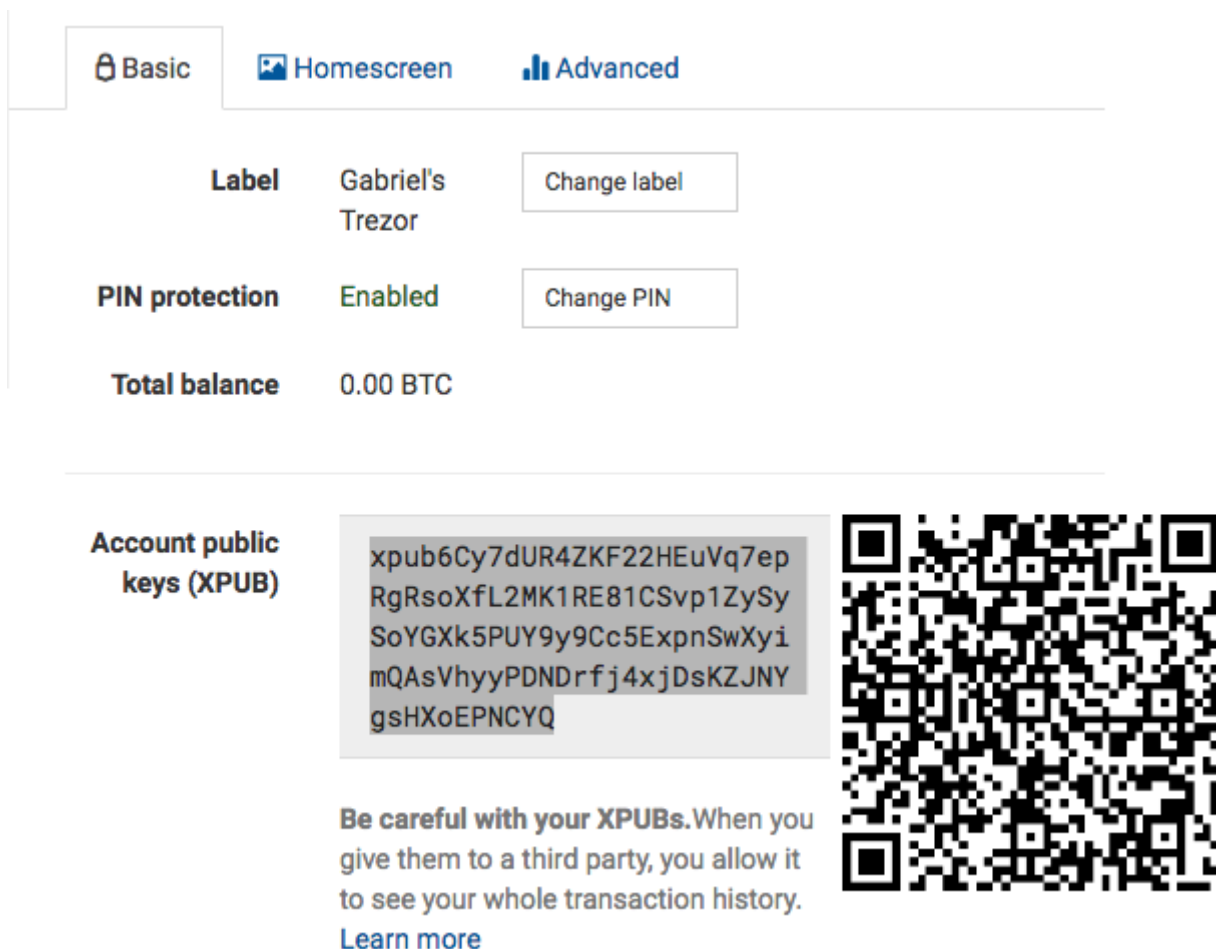 Basic
Homescreen
Advanced
Label
Gabriel's
Trezor
Change label
PIN protection
Enabled
Change PIN
Total balance
0.00 BTC
Account public
keys (XPUB)
xpub6Cy7dUR4ZKF22HEuVq7ep
RgRsoXfL2MK1RE81CSvp1ZySy
SoYGXk5PUY9y9Cc5ExpnSwXyi
mQAsVhyyPDNDrfj4xjDsKZJNY
gsHXoEPNCYQ
Be careful with your XPUBs.When you
give them to a third party, you allow it
to see your whole transaction history.
Learn more